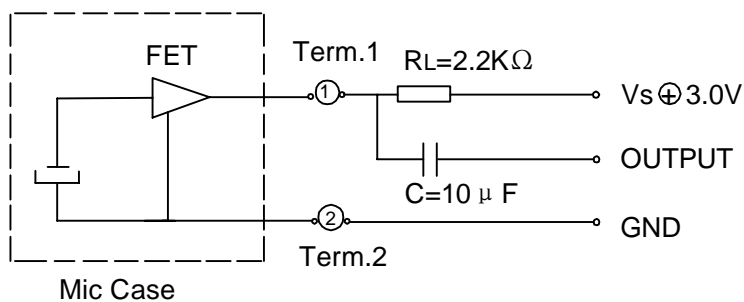 FET
Term.1
RL=2.2KΩ
1
Vs⊕3.0V
OUTPUT
C=10μF
2
GND
Term.2
Mic Case